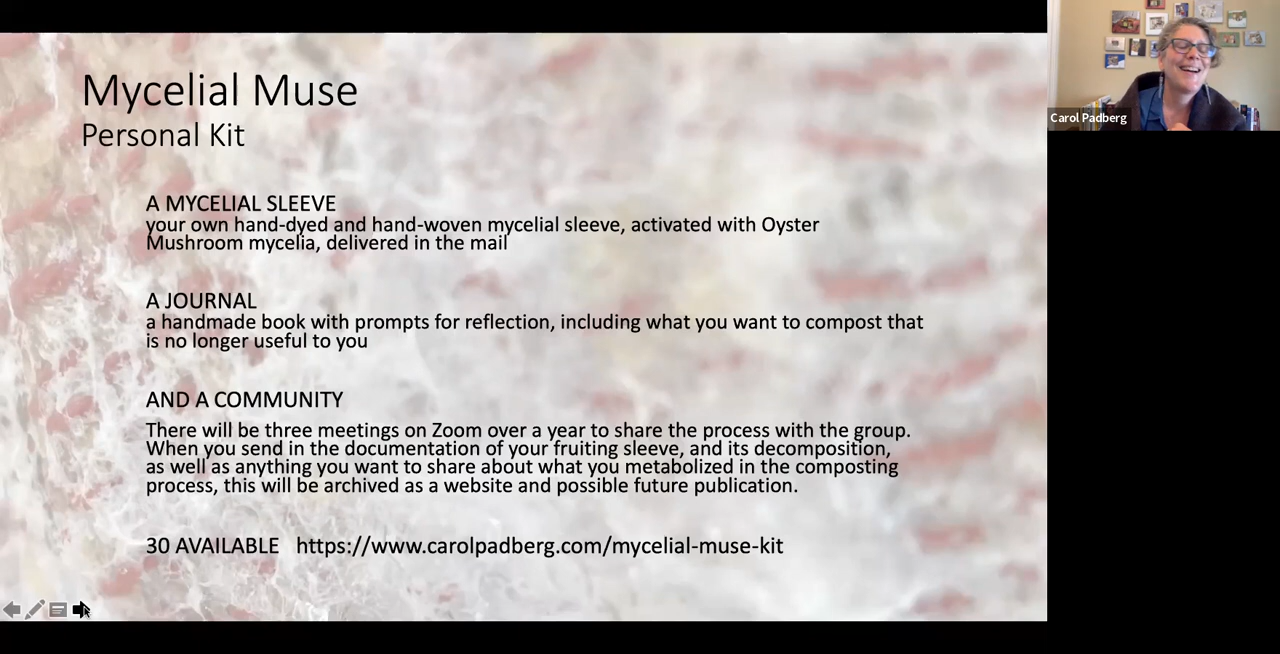 Mycelial Muse
Personal Kit
A MYCELIAL SLEEVE
your own hand-dyed and hand-woven mycelial sleeve, activated with Oyster
Mushroom mycelia, delivered in the mail
A JOURNAL
a handmade book with prompts for reflection, including what you want to compost that
is no longer useful to you
AND A COMMUNITY
There will be three meetings on Zoom over a year to share the process with the group.
When you send in the documentation of your fruiting sleeve, and its decomposition,
as well as anything you want to share about what you metabolized in the composting
process, this will be archived as a website and possible future publication.
30 AVAILABLE https://www.carolpadberg.com/mycelial-muse-kit
Carol Padberg